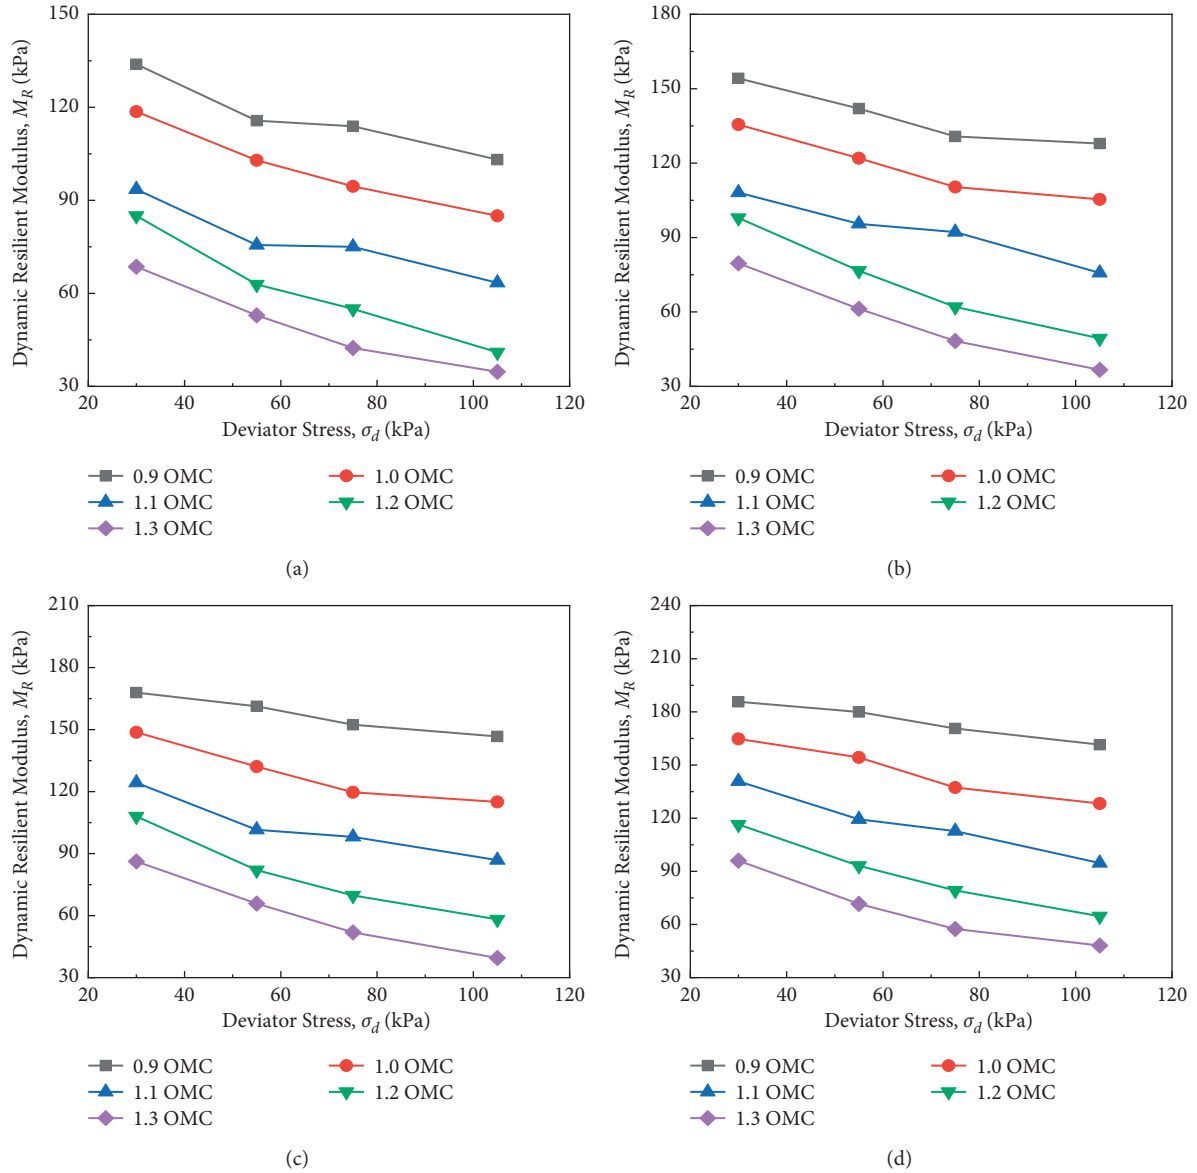 150
120
90
60
30
20
40
60
80
100
120
Dynamic Resilient Modulus, M_R (kPa)
Deviator Stress, σ_d (kPa)
0.9 OMC
1.0 OMC
1.1 OMC
1.2 OMC
1.3 OMC
(a)
180
150
120
90
60
30
20
40
60
80
100
120
Dynamic Resilient Modulus, M_R (kPa)
Deviator Stress, σ_d (kPa)
0.9 OMC
1.0 OMC
1.1 OMC
1.2 OMC
1.3 OMC
(b)
210
180
150
120
90
60
30
20
40
60
80
100
120
Dynamic Resilient Modulus, M_R (kPa)
Deviator Stress, σ_d (kPa)
0.9 OMC
1.0 OMC
1.1 OMC
1.2 OMC
1.3 OMC
(c)
240
210
180
150
120
90
60
30
20
40
60
80
100
120
Dynamic Resilient Modulus, M_R (kPa)
Deviator Stress, σ_d (kPa)
0.9 OMC
1.0 OMC
1.1 OMC
1.2 OMC
1.3 OMC
(d)